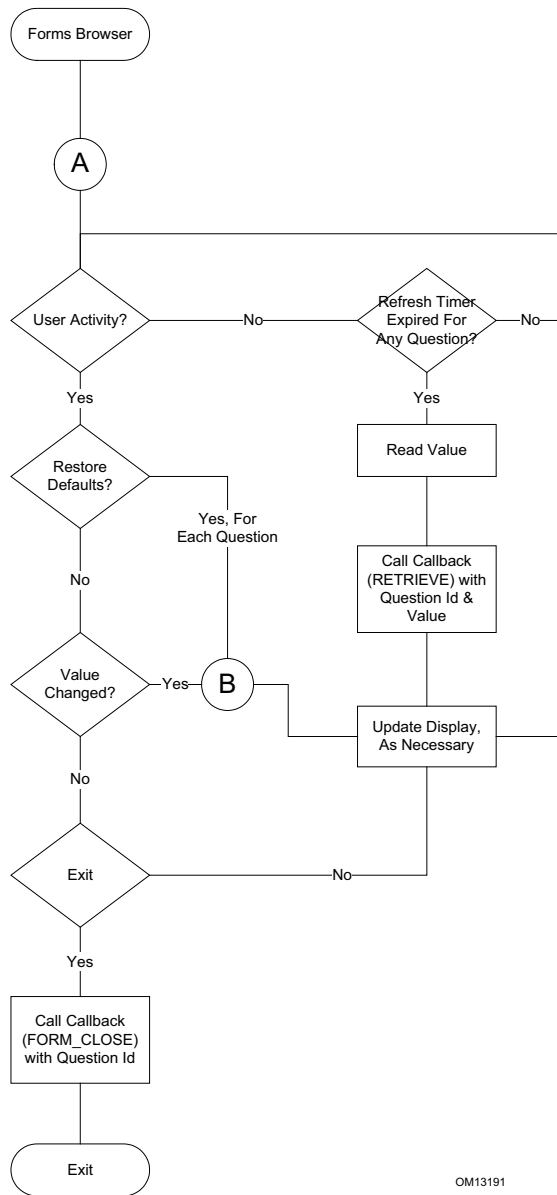 Forms Browser
A
User Activity?
No
Refresh Timer
Expired For
Any Question?
No
Yes
Yes
Restore
Defaults?
Read Value
Yes, For
Each Question
Call Callback
(RETRIEVE) with
Question Id &
Value
No
Value
Changed?
Yes
B
Update Display,
As Necessary
No
Exit
No
Yes
Call Callback
(FORM_CLOSE)
with Question Id
Exit
OM13191